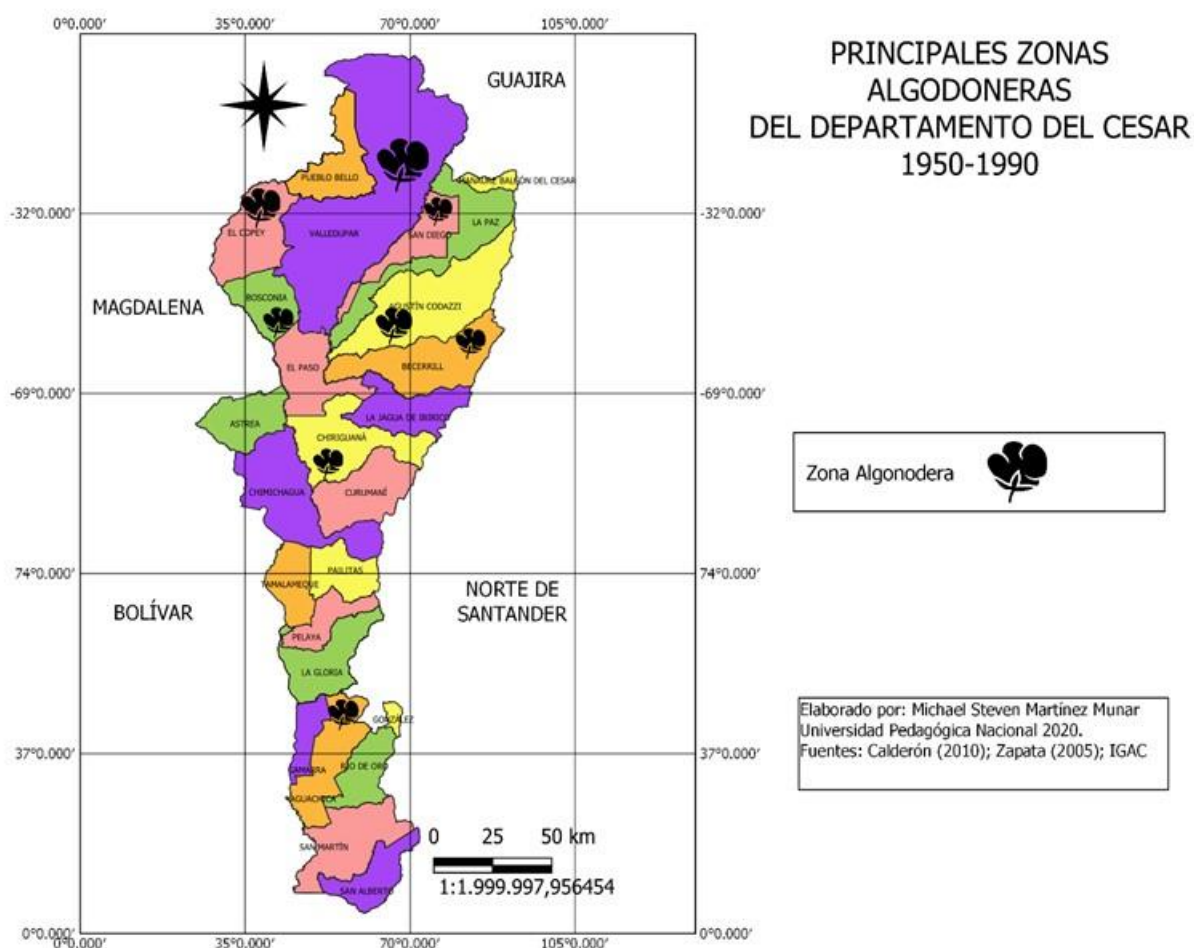 0°0.000'
35°0.000'
70°0.000'
105°0.000'
PRINCIPALES ZONAS
ALGODONERAS
DEL DEPARTAMENTO DEL CESAR
1950-1990
GUAJIRA
PUEBLO BELLO
BALCÓN DEL CESAR
-32°0.000'
-32°0.000'
LA PAZ
EL COPEY
VALLEDUPAR
SAN DIEGO
MAGDALENA
BOSCONIA
AGUSTÍN CODAZZI
EL PASO
BECERRILL
-69°0.000'
-69°0.000'
ASTREA
LA JAGUA DE IBIRICO
CHIRIGUANÁ
Zona Algonodera
CHIMICHAGUA
CURUMANÍ
74°0.000'
74°0.000'
TAMALAMEQUE
PAILITAS
BOLÍVAR
NORTE DE
SANTANDER
PELAYA
LA GLORIA
GONZÁLEZ
Elaborado por: Michael Steven Martínez Munar
Universidad Pedagógica Nacional 2020.
Fuentes: Calderón (2010); Zapata (2005); IGAC
37°0.000'
37°0.000'
GAMARRA
RIO DE ORO
AGUACHICA
SAN MARTÍN
0 25 50 km
1:1.999.997,956454
SAN ALBERTO
0°0.000'
0°0.000'
0°0.000'
35°0.000'
70°0.000'
105°0.000'